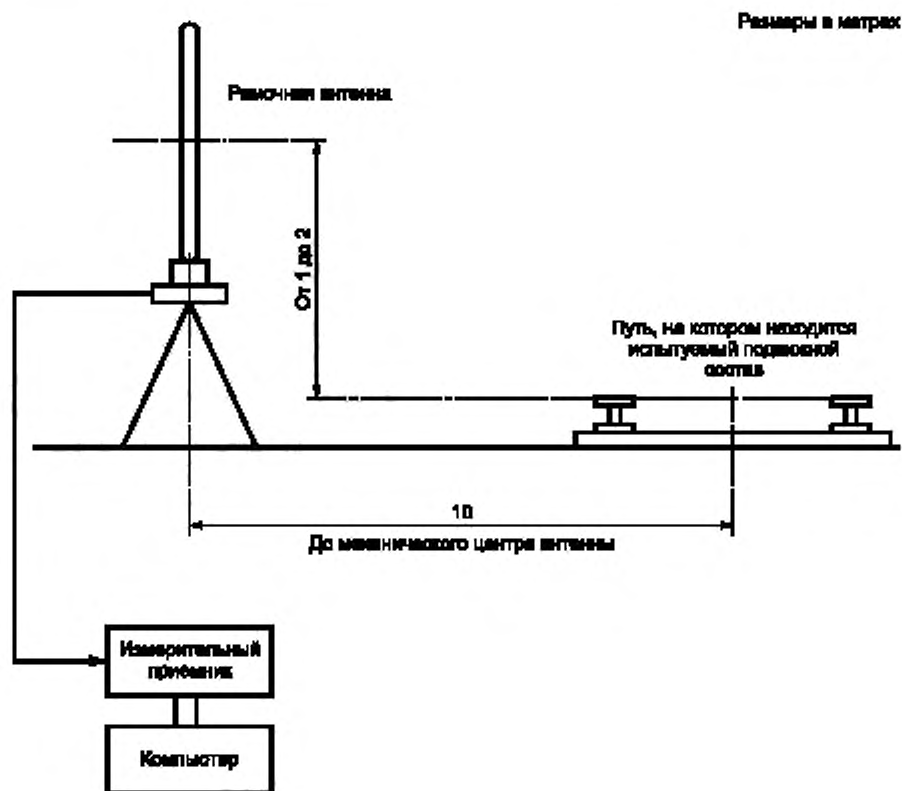 Размеры в метрах
Рамочная антенна
От 1 до 2
Путь, на котором находится
испытуемый подвижной
состав
10
До механического центра антенны
Измерительный
приемник
Компьютер